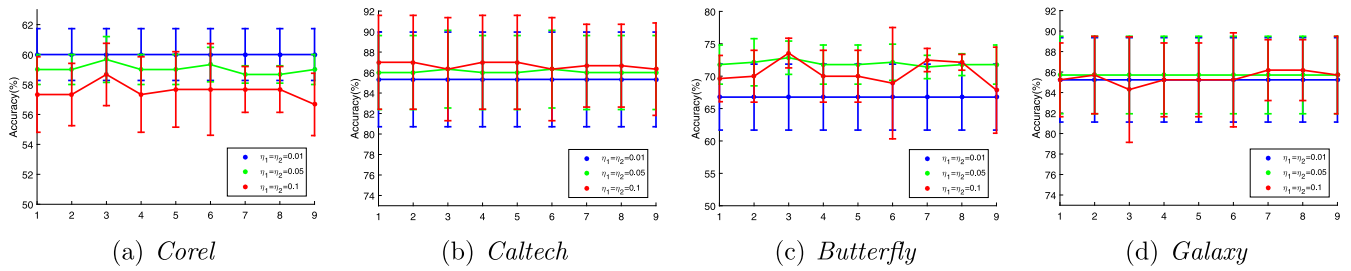 Accuracy(%)
60
58
56
54
52
50
62
1 2 3 4 5 6 7 8 9
η1=η2=0.01
η1=η2=0.05
η1=η2=0.1
(a) Corel
Accuracy(%)
92
90
88
86
84
82
80
78
76
74
1 2 3 4 5 6 7 8 9
η1=η2=0.01
η1=η2=0.05
η1=η2=0.1
(b) Caltech
Accuracy(%)
80
75
70
65
60
55
50
1 2 3 4 5 6 7 8 9
η1=η2=0.01
η1=η2=0.05
η1=η2=0.1
(c) Butterfly
Accuracy(%)
92
90
88
86
84
82
80
78
76
74
1 2 3 4 5 6 7 8 9
η1=η2=0.01
η1=η2=0.05
η1=η2=0.1
(d) Galaxy